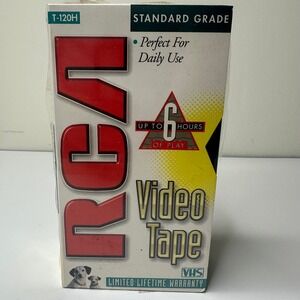 T-120H
STANDARD GRADE
• Perfect For
Daily Use
RCA
UP TO 6 HOURS
OF PLAY
Video
Tape
VHS
LIMITED LIFETIME WARRANTY